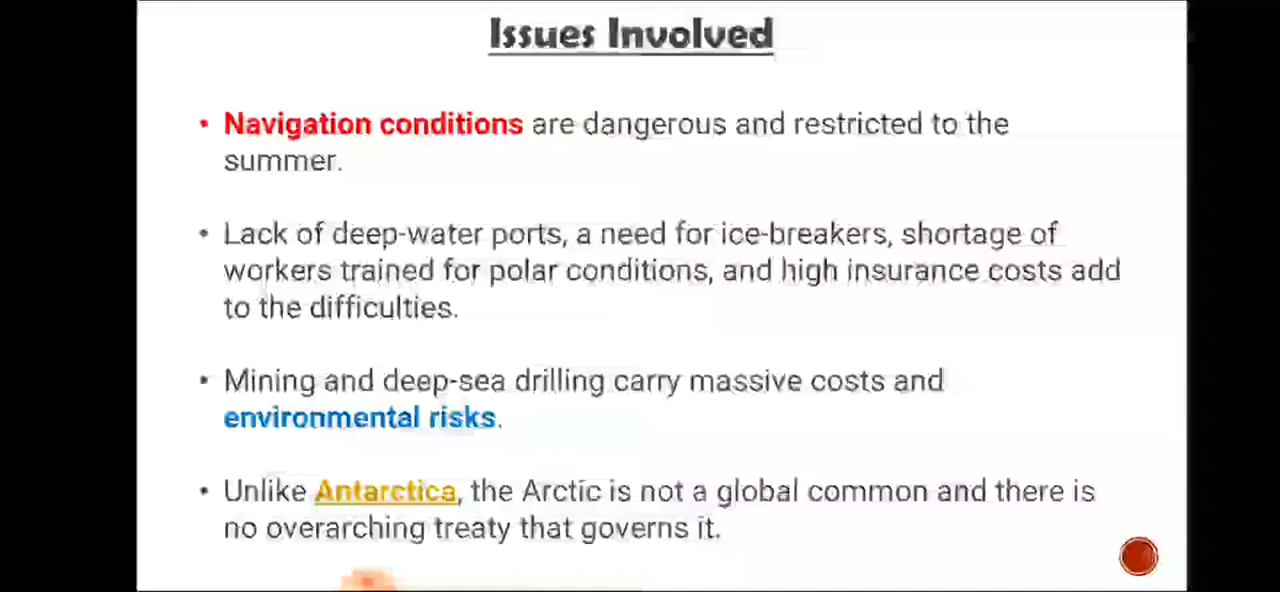 Issues Involved
• Navigation conditions are dangerous and restricted to the
summer.
• Lack of deep-water ports, a need for ice-breakers, shortage of
workers trained for polar conditions, and high insurance costs add
to the difficulties.
• Mining and deep-sea drilling carry massive costs and
environmental risks.
• Unlike Antarctica, the Arctic is not a global common and there is
no overarching treaty that governs it.